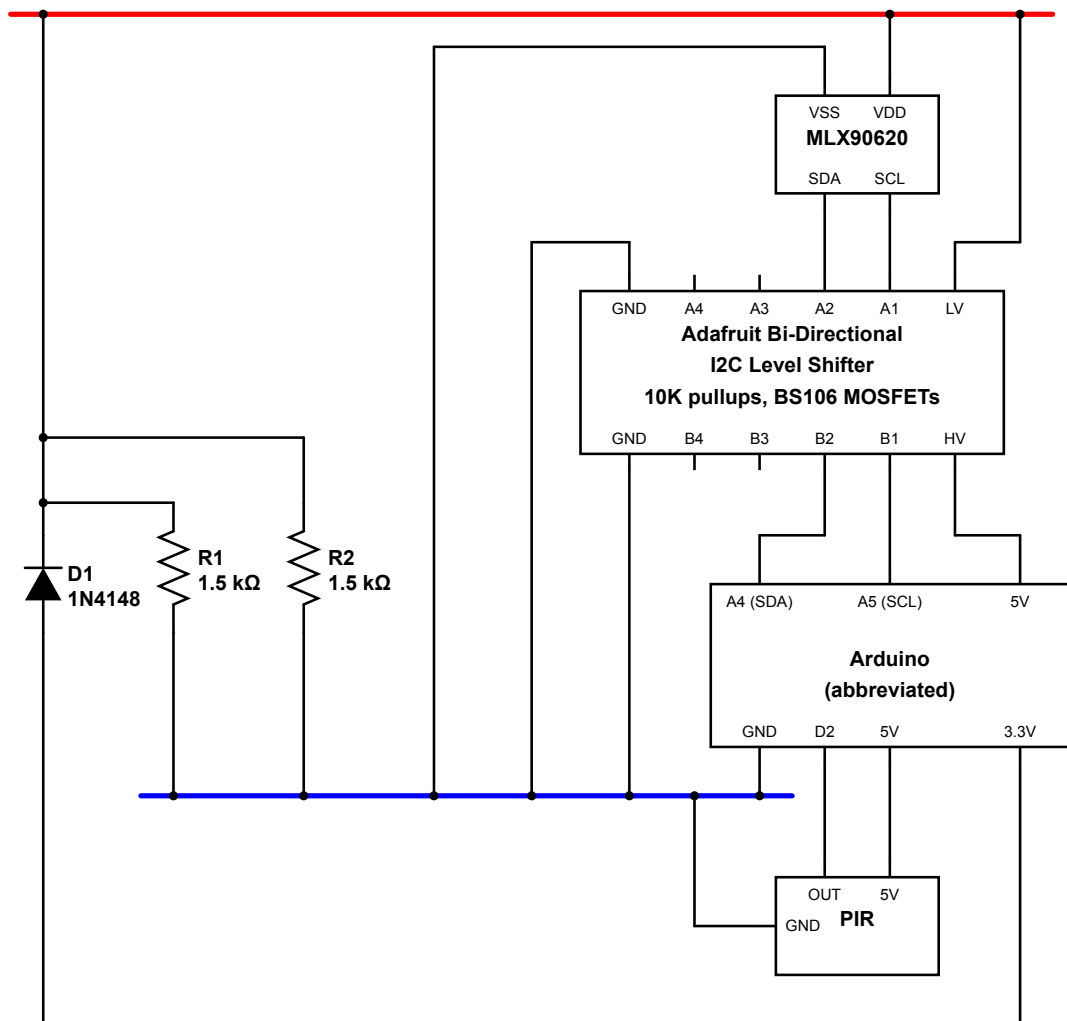 VSS VDD
MLX90620
SDA SCL
GND A4 A3 A2 A1 LV
Adafruit Bi-Directional
I2C Level Shifter
10K pullups, BS106 MOSFETs
GND B4 B3 B2 B1 HV
R1
1.5 kΩ
R2
1.5 kΩ
D1
1N4148
A4 (SDA) A5 (SCL) 5V
Arduino
(abbreviated)
GND D2 5V 3.3V
OUT 5V
PIR
GND